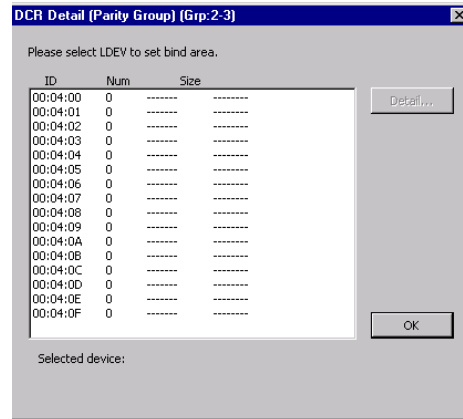 DCR Detail (Parity Group) (Grp:2-3)
Please select LDEV to set bind area.
ID Num Size
00:04:00 0 ------- --------
00:04:01 0 ------- --------
00:04:02 0 ------- --------
00:04:03 0 ------- --------
00:04:04 0 ------- --------
00:04:05 0 ------- --------
00:04:06 0 ------- --------
00:04:07 0 ------- --------
00:04:08 0 ------- --------
00:04:09 0 ------- --------
00:04:0A 0 ------- --------
00:04:0B 0 ------- --------
00:04:0C 0 ------- --------
00:04:0D 0 ------- --------
00:04:0E 0 ------- --------
00:04:0F 0 ------- --------
Detail...
OK
Selected device: